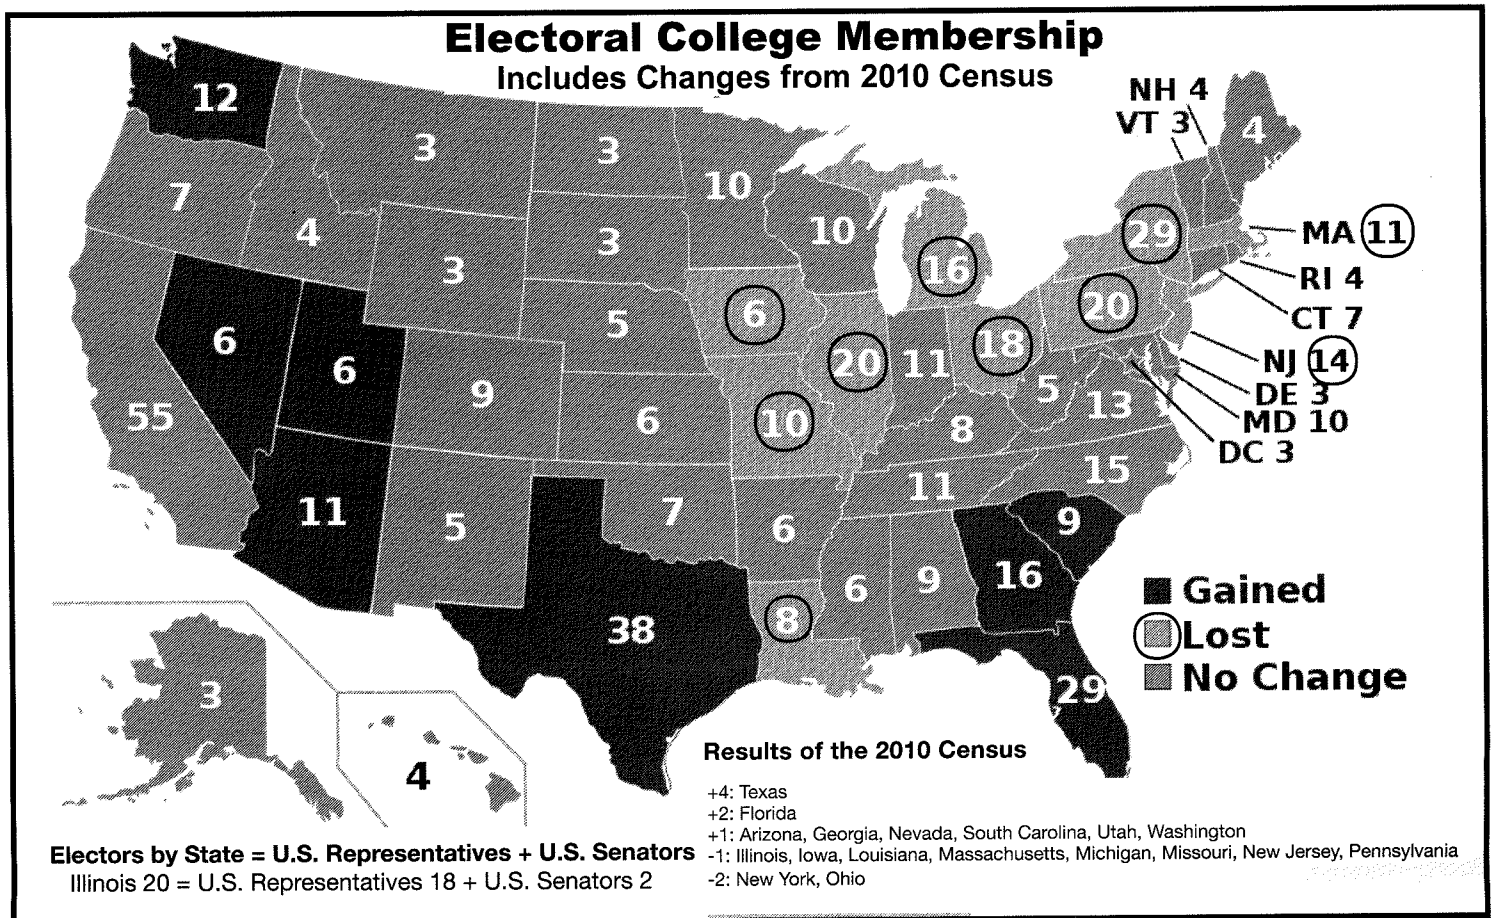 Electoral College Membership
Includes Changes from 2010 Census
NH 4
VT 3
12
3
3
4
10
7
4
3
10
29
MA 11
3
16
RI 4
6
5
20
CT 7
6
18
NJ 14
6
20
11
9
5
DE 3
55
6
10
13
MD 10
8
DC 3
15
11
11
5
7
6
9
6
9
16
Gained
38
8
Lost
No Change
29
3
4
Results of the 2010 Census
+4: Texas
+2: Florida
+1: Arizona, Georgia, Nevada, South Carolina, Utah, Washington
-1: Illinois, Iowa, Louisiana, Massachusetts, Michigan, Missouri, New Jersey, Pennsylvania
-2: New York, Ohio
Electors by State = U.S. Representatives + U.S. Senators
Illinois 20 = U.S. Representatives 18 + U.S. Senators 2